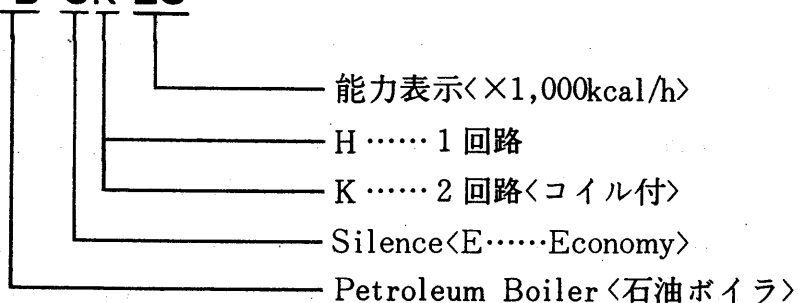 能力表示〈×1,000kcal/h〉
H……1回路
K……2回路〈コイル付〉
Silence〈E……Economy〉
Petroleum Boiler〈石油ボイラ〉